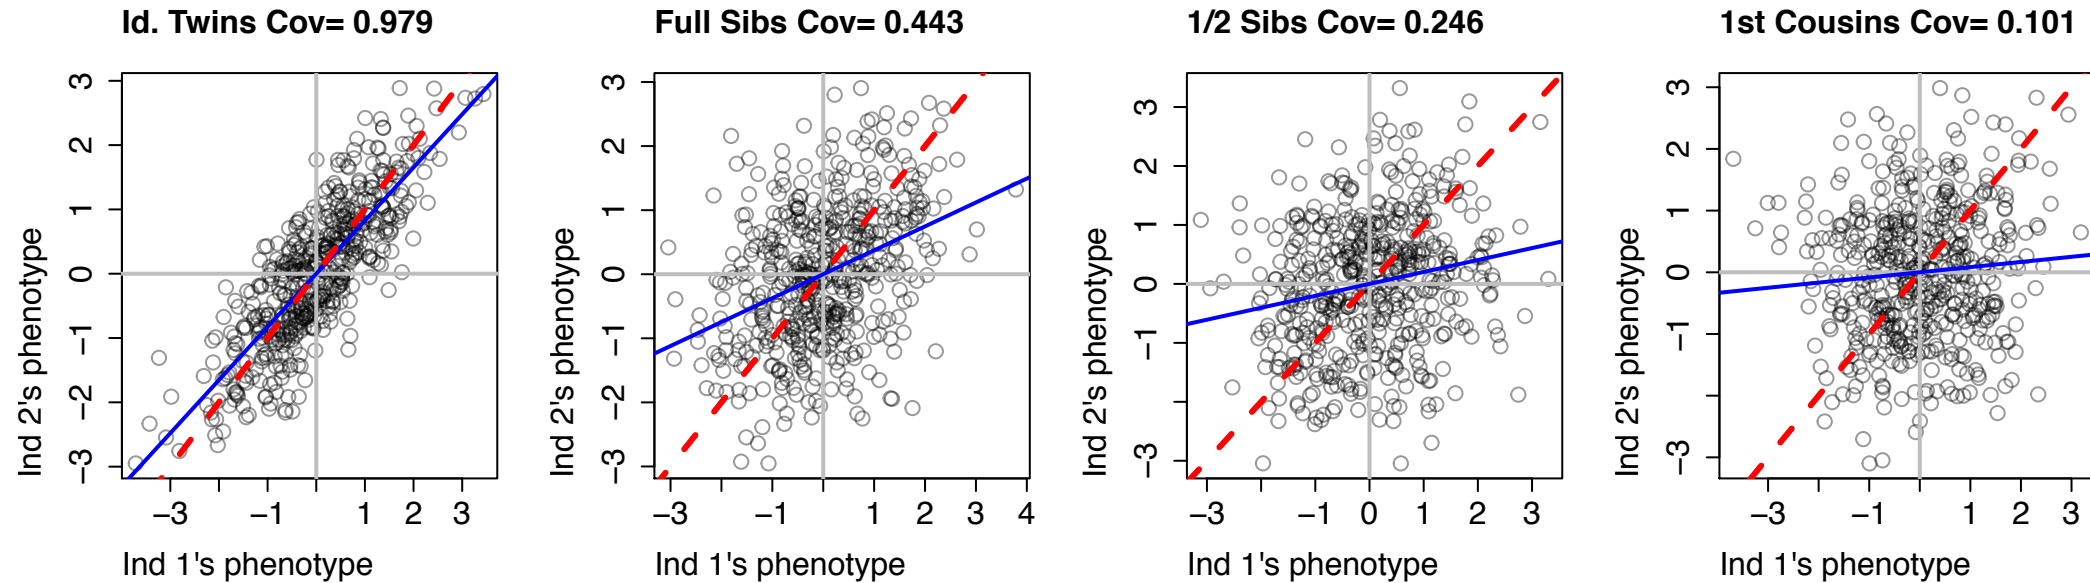 Id. Twins Cov= 0.979
Ind 2's phenotype
3
2
1
0
−1
−2
−3
−3 −1 1 2 3
Ind 1's phenotype
Full Sibs Cov= 0.443
Ind 2's phenotype
3
2
1
0
−1
−2
−3
−3 −1 1 2 3 4
Ind 1's phenotype
1/2 Sibs Cov= 0.246
Ind 2's phenotype
3
2
1
0
−1
−3
−3 −1 0 1 2 3
Ind 1's phenotype
1st Cousins Cov= 0.101
Ind 2's phenotype
3
2
1
0
−1
−3
−3 −1 1 2 3
Ind 1's phenotype